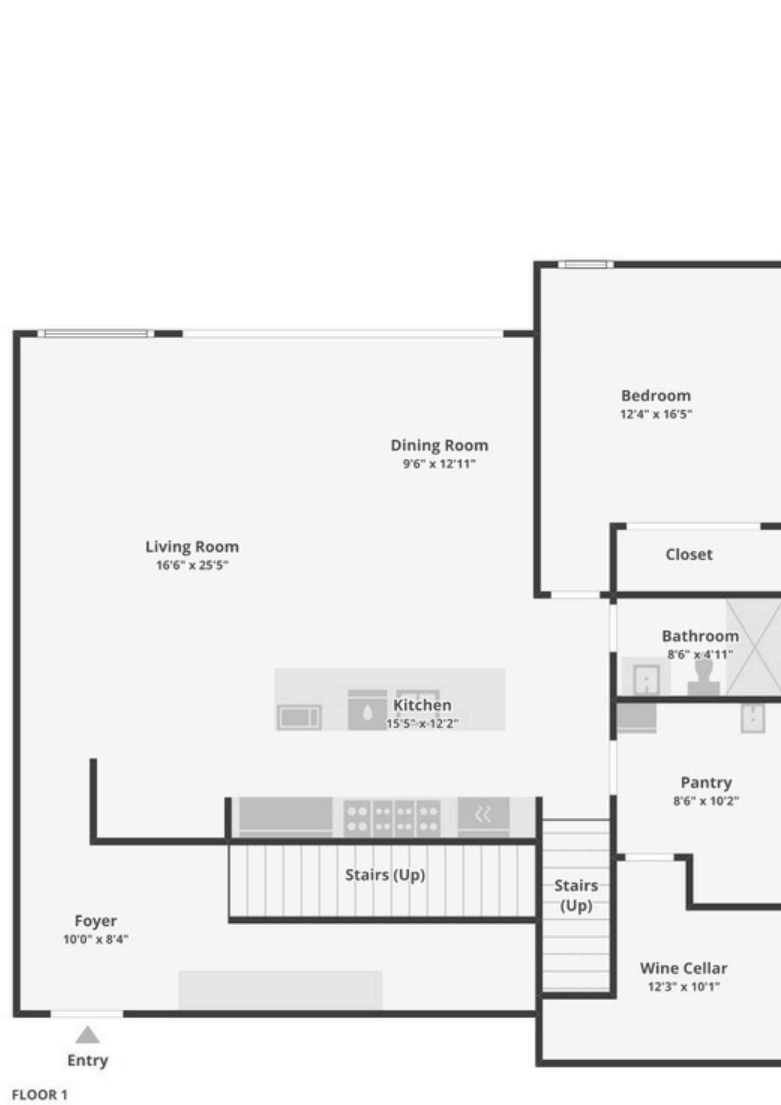 Bedroom
12'4" x 16'5"
Dining Room
9'6" x 12'11"
Living Room
16'6" x 25'5"
Closet
Bathroom
8'6" x 4'11"
Kitchen
15'5" x 12'2"
Pantry
8'6" x 10'2"
Stairs (Up)
Stairs
(Up)
Foyer
10'0" x 8'4"
Wine Cellar
12'3" x 10'1"
Entry
FLOOR 1